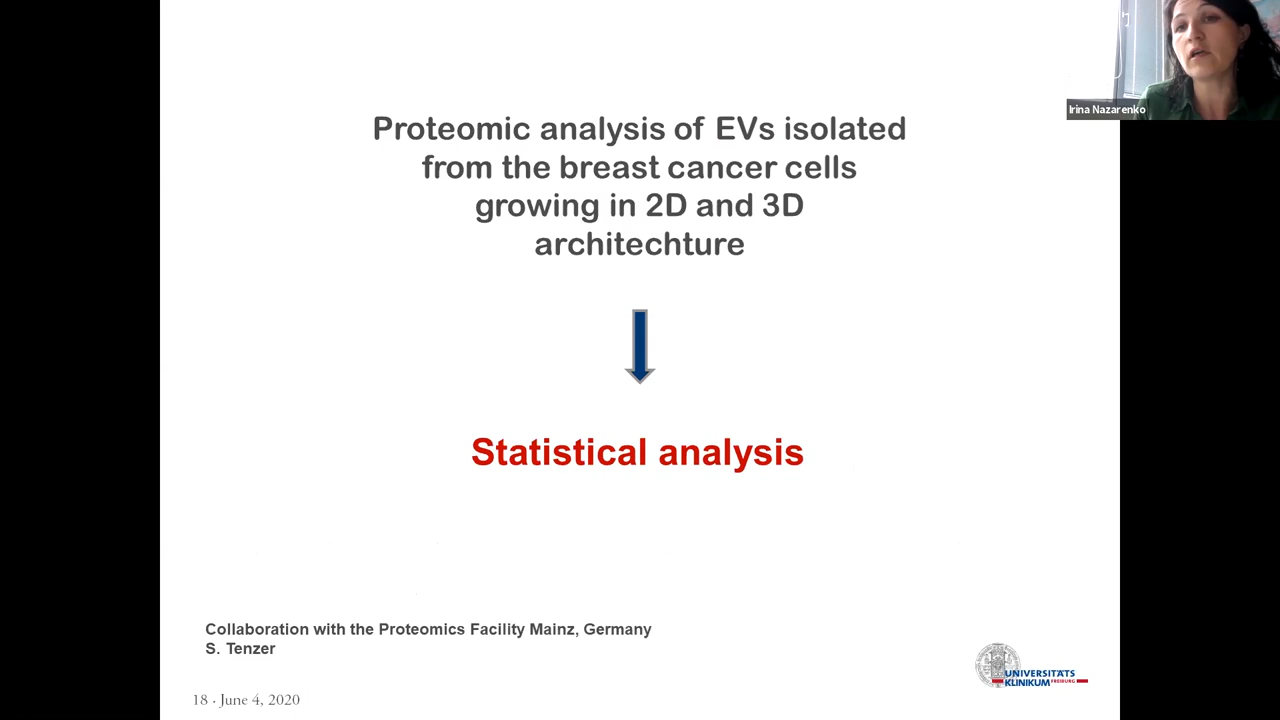 Irina Nazarenko
Proteomic analysis of EVs isolated
from the breast cancer cells
growing in 2D and 3D
architechture
Statistical analysis
Collaboration with the Proteomics Facility Mainz, Germany
S. Tenzer
UNIVERSITÄTS
KLINIKUM FREIBURG
18 · June 4, 2020